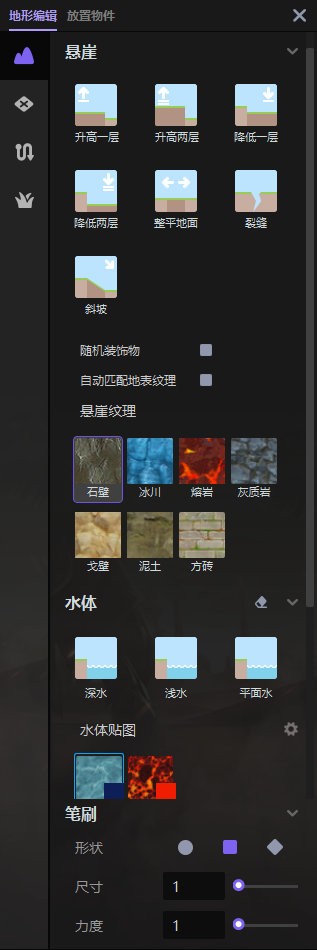 地形编辑 放置物件
悬崖
升高一层 升高两层 降低一层
降低两层 整平地面 裂缝
斜坡
随机装饰物
自动匹配地表纹理
悬崖纹理
石壁 冰川 熔岩 灰质岩
戈壁 泥土 方砖
水体
深水 浅水 平面水
水体贴图
笔刷
形状
尺寸 1
力度 1